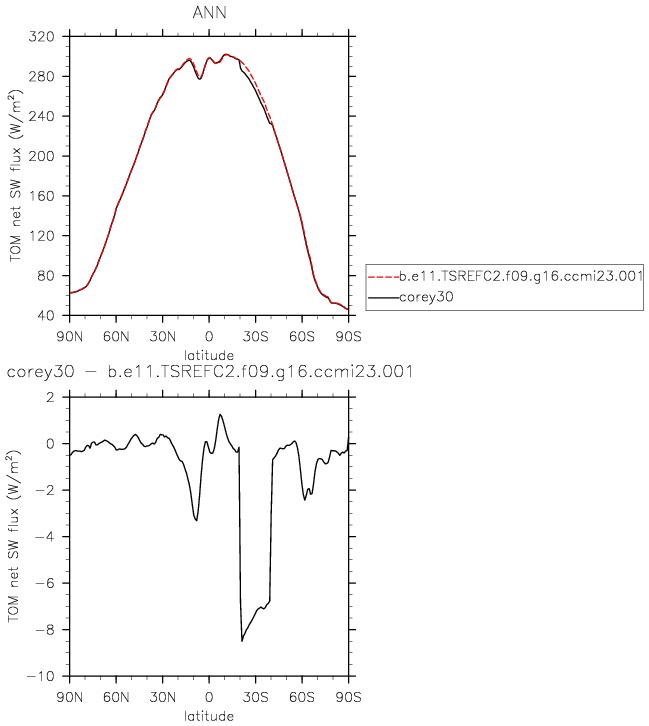 ANN
320
280
240
200
160
120
80
40
TOM net SW flux (W/m²)
90N 60N 30N 0 30S 60S 90S
latitude
b.e11.TSREFC2.f09.g16.ccmi23.001
corey30
corey30 − b.e11.TSREFC2.f09.g16.ccmi23.001
2
0
−2
−4
−6
−8
−10
TOM net SW flux (W/m²)
90N 60N 30N 0 30S 60S 90S
latitude